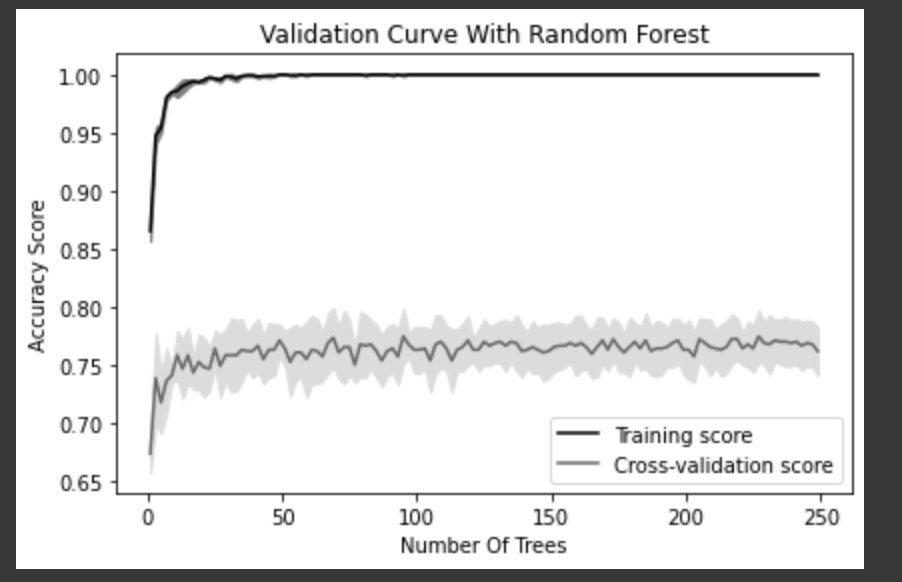 Validation Curve With Random Forest
Accuracy Score
1.00
0.95
0.90
0.85
0.80
0.75
0.70
0.65
Training score
Cross-validation score
0 50 100 150 200 250
Number Of Trees